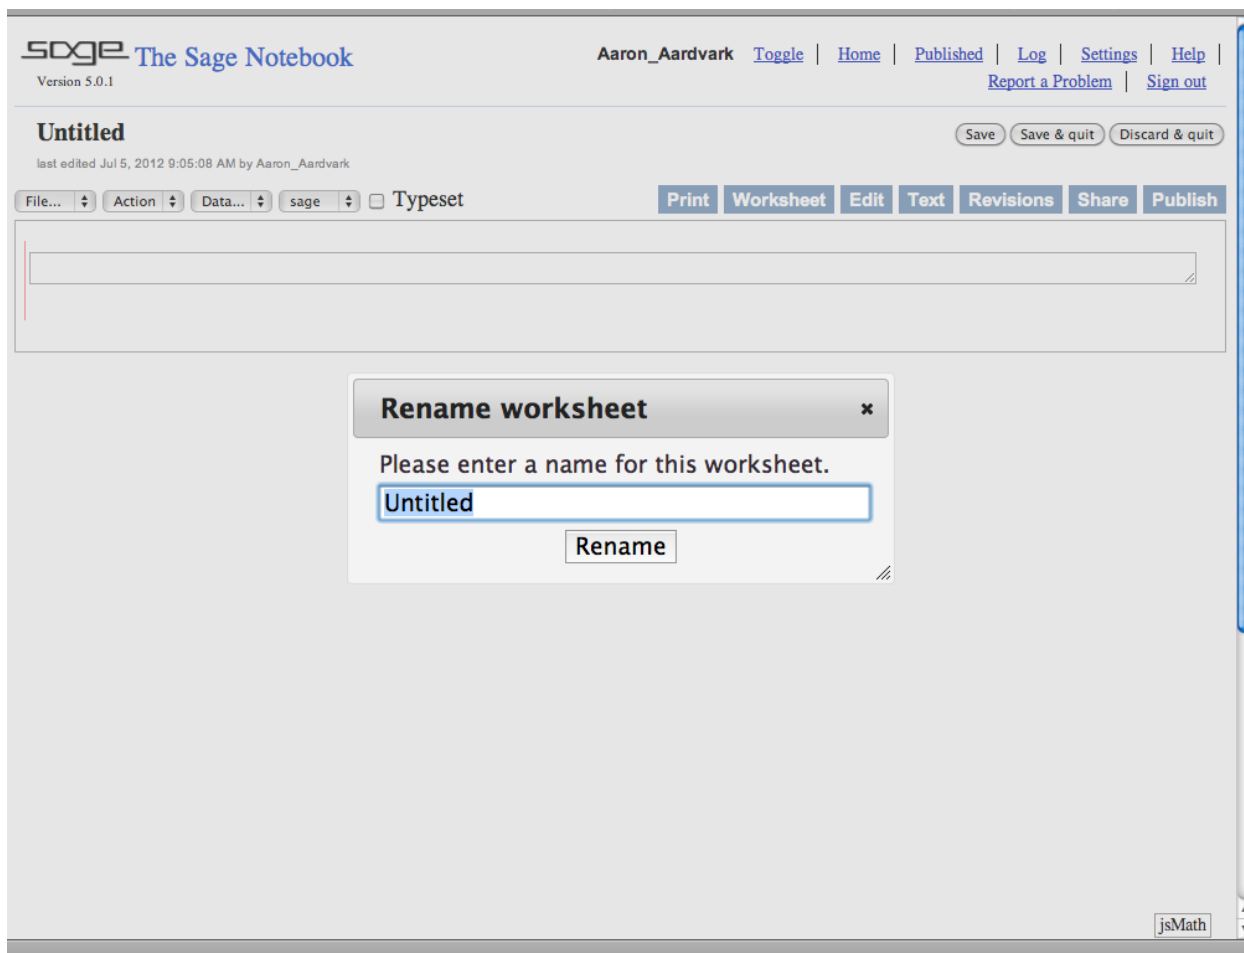 sage The Sage Notebook
Version 5.0.1
Aaron_Aardvark Toggle | Home | Published | Log | Settings | Help |
Report a Problem | Sign out
Untitled
last edited Jul 5, 2012 9:05:08 AM by Aaron_Aardvark
Save Save & quit Discard & quit
File... Action Data... sage Typeset
Print Worksheet Edit Text Revisions Share Publish
Rename worksheet
Please enter a name for this worksheet.
Untitled
Rename
jsMath